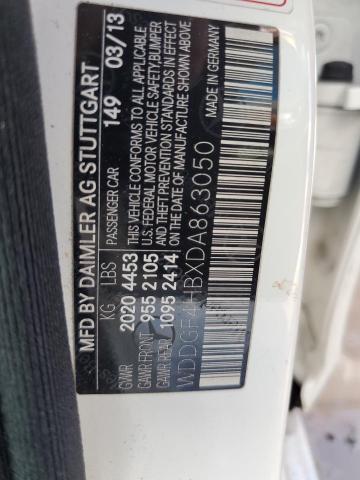 MFD BY DAIMLER AG STUTTGART
PASSENGER CAR 149 03/13
KG LBS
GVWR 2020 4453
GAWR FRONT 955 2105
GAWR REAR 1095 2414
THIS VEHICLE CONFORMS TO ALL APPLICABLE
U.S. FEDERAL MOTOR VEHICLE SAFETY, BUMPER
AND THEFT PREVENTION STANDARDS IN EFFECT
ON THE DATE OF MANUFACTURE SHOWN ABOVE
WDDGF4HBXDA863050
MADE IN GERMANY